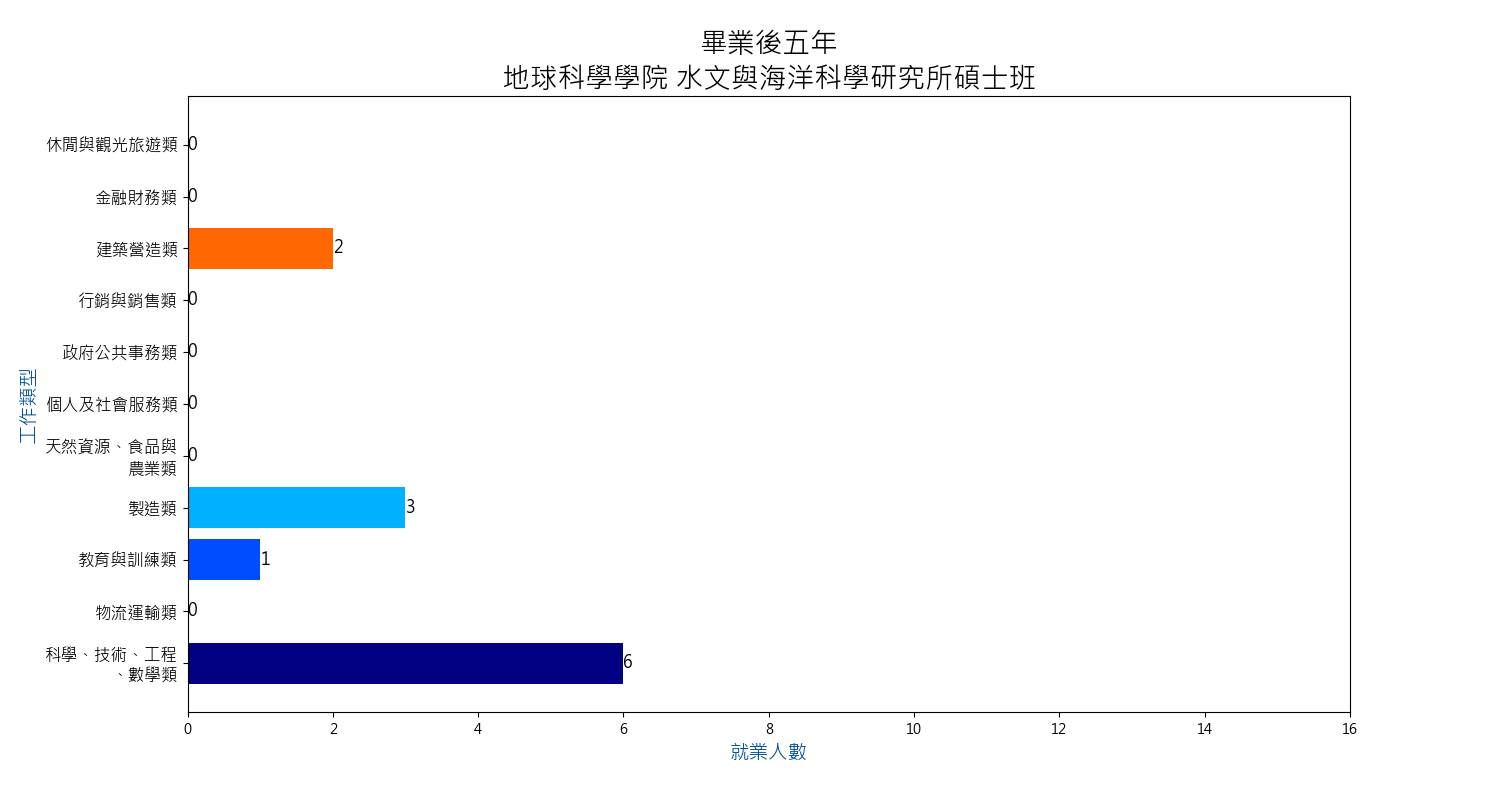 畢業後五年
地球科學學院 水文與海洋科學研究所碩士班
工作類型
休閒與觀光旅遊類
0
金融財務類
0
建築營造類
2
行銷與銷售類
0
政府公共事務類
0
個人及社會服務類
0
天然資源、食品與
農業類
0
製造類
3
教育與訓練類
1
物流運輸類
0
科學、技術、工程
、數學類
6
0 2 4 6 8 10 12 14 16
就業人數